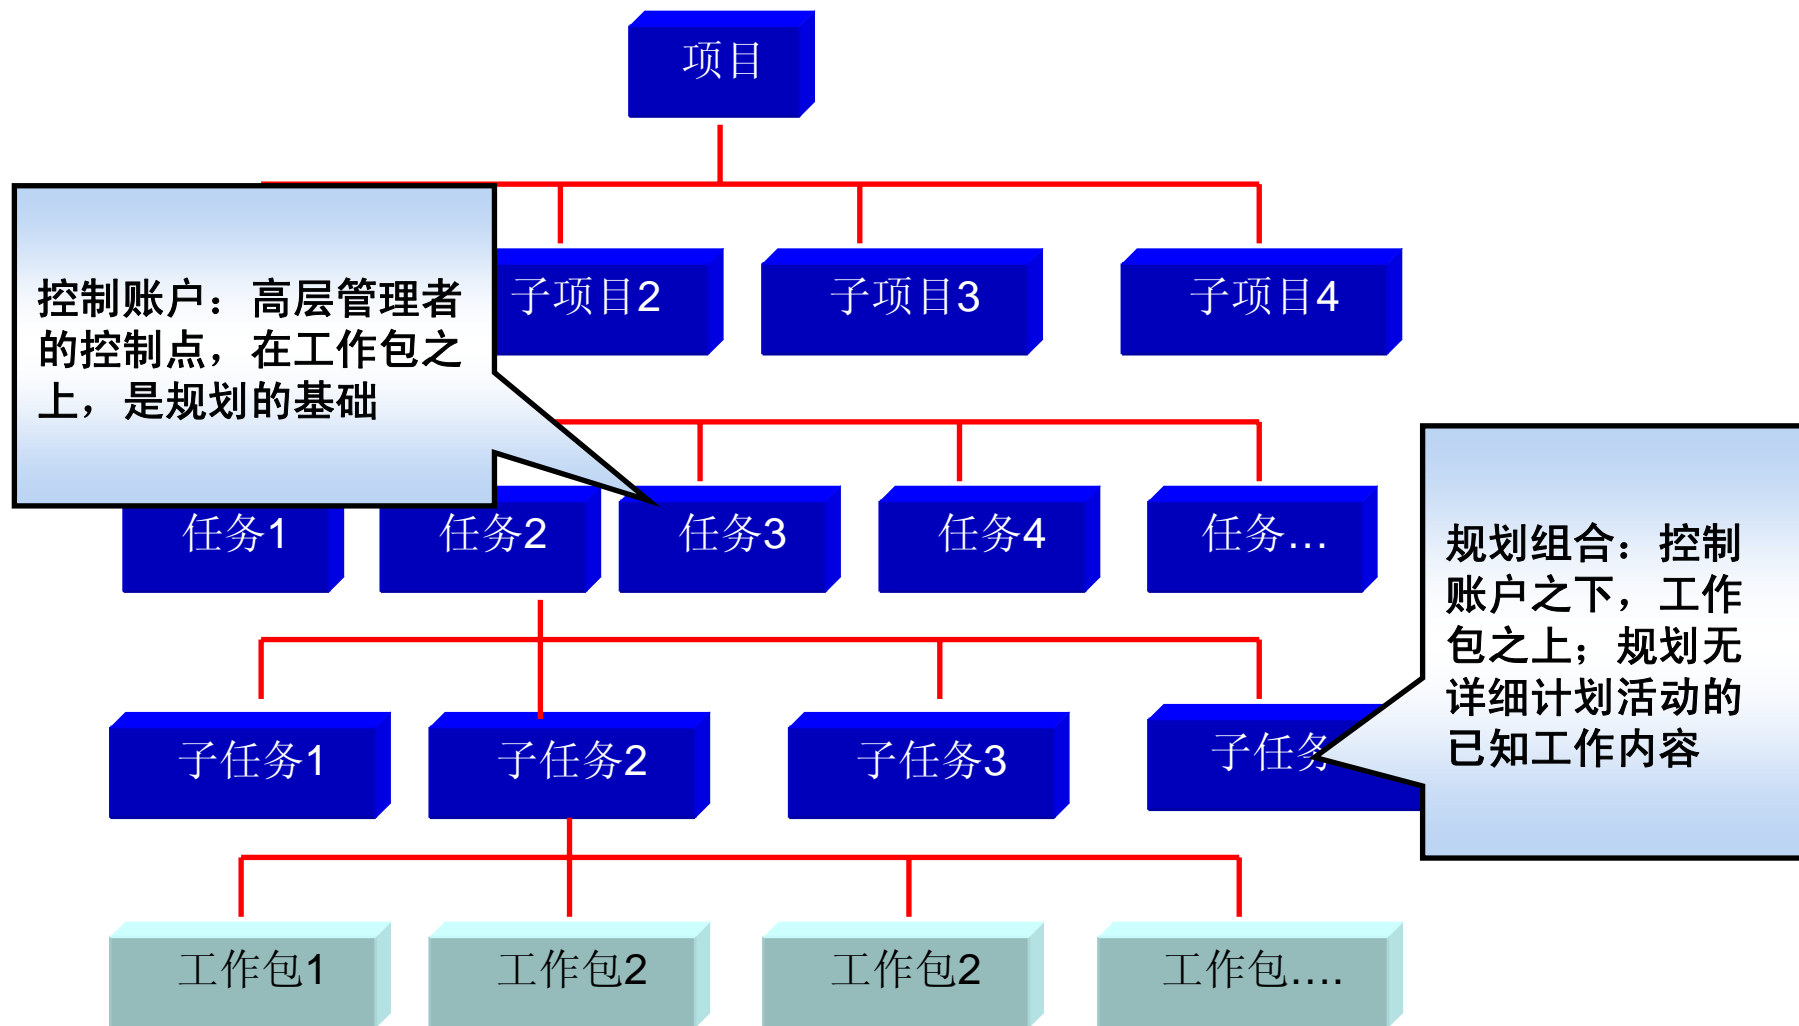 项目
子项目2
子项目3
子项目4
控制账户：高层管理者
的控制点，在工作包之
上，是规划的基础
任务1
任务2
任务3
任务4
任务…
规划组合：控制
账户之下，工作
包之上；规划无
详细计划活动的
已知工作内容
子任务1
子任务2
子任务3
子任务
工作包1
工作包2
工作包2
工作包….